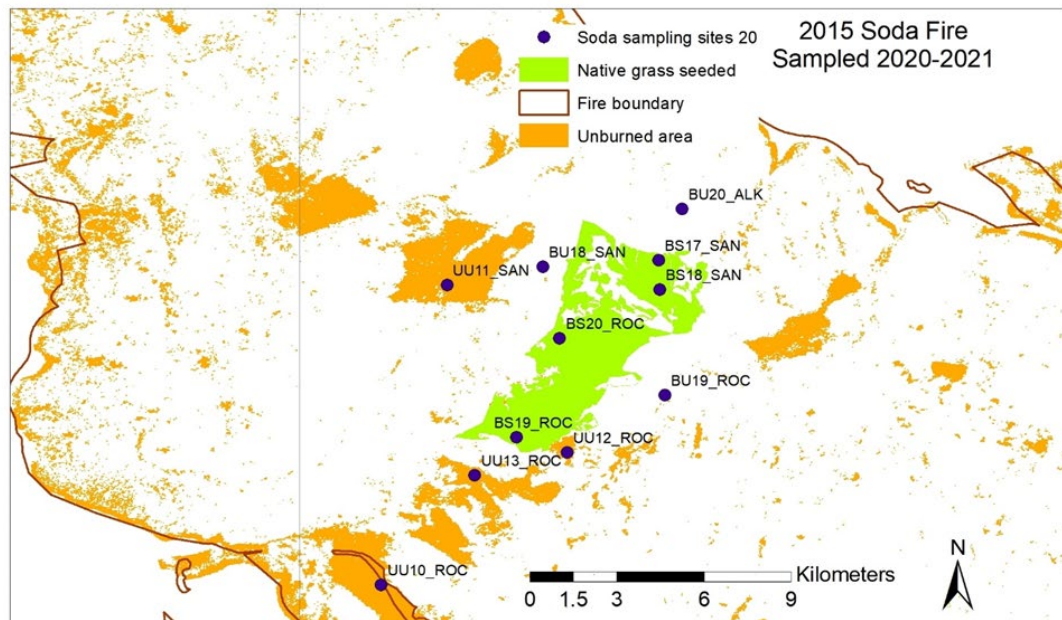 2015 Soda Fire
Sampled 2020-2021
Soda sampling sites 20
Native grass seeded
Fire boundary
Unburned area
BU20_ALK
BS17_SAN
BU18_SAN
UU11_SAN
BS18_SAN
BS20_ROC
BU19_ROC
BS19_ROC
UU12_ROC
UU13_ROC
UU10_ROC
N
Kilometers
0 1.5 3 6 9